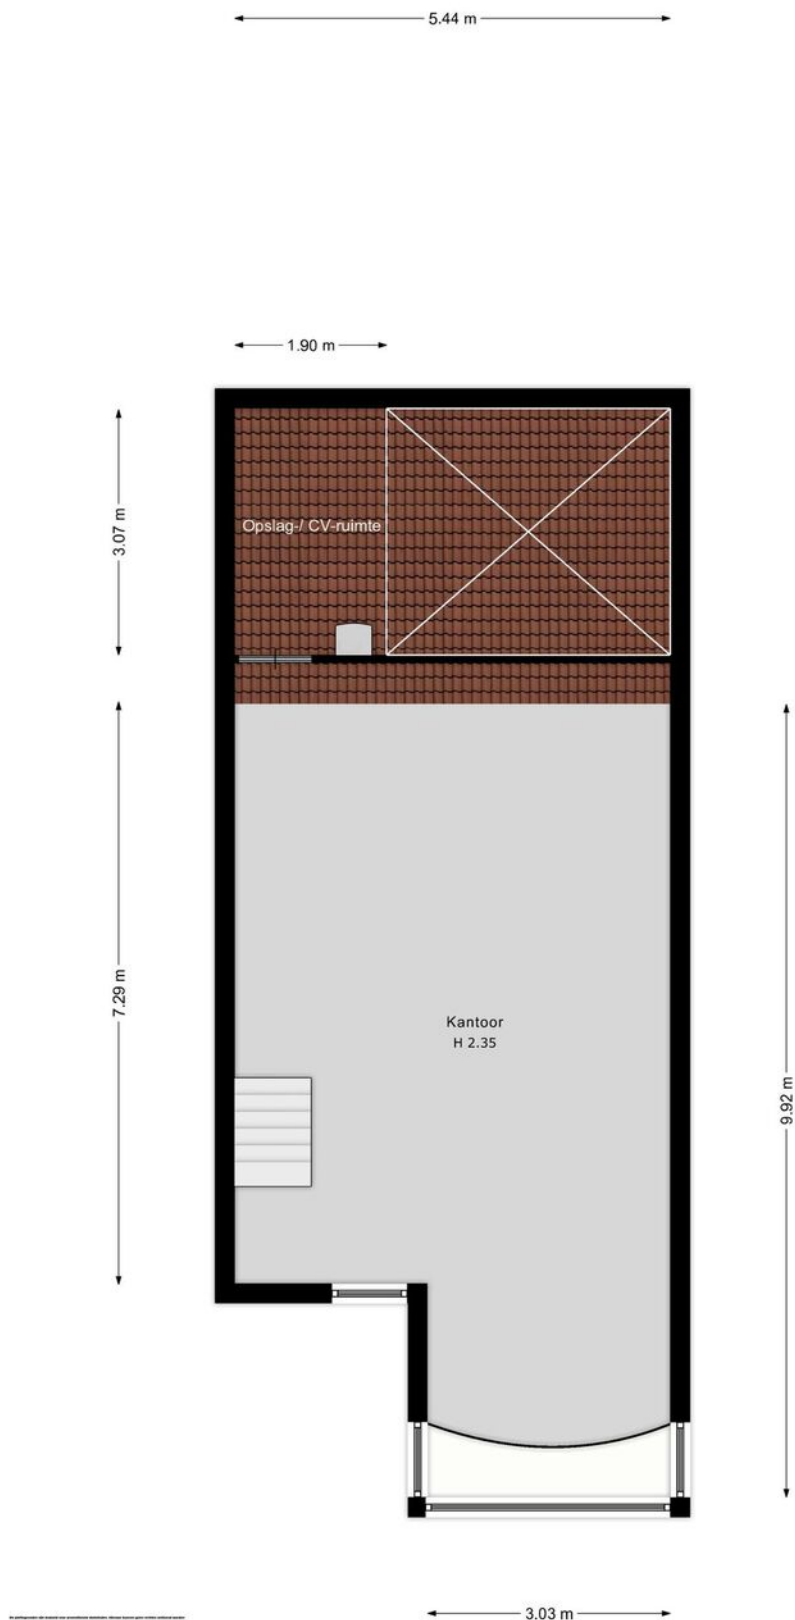 5.44 m
1.90 m
3.07 m
Opslag-/ CV-ruimte
7.29 m
Kantoor
H 2.35
9.92 m
3.03 m